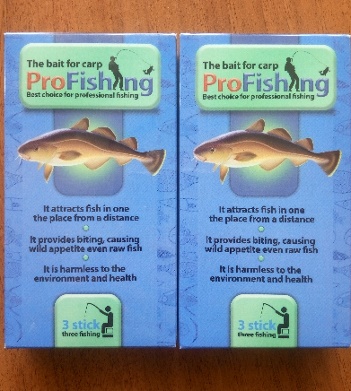 The bait for carp
ProFishing
Best choice for professional fishing
It attracts fish in one
the place from a distance
It provides biting, causing
wild appetite even raw fish
It is harmless to the
environment and health
3 stick
three fishing
The bait for carp
ProFishing
Best choice for professional fishing
It attracts fish in one
the place from a distance
It provides biting, causing
wild appetite even raw fish
It is harmless to the
environment and health
3 stick
three fishing